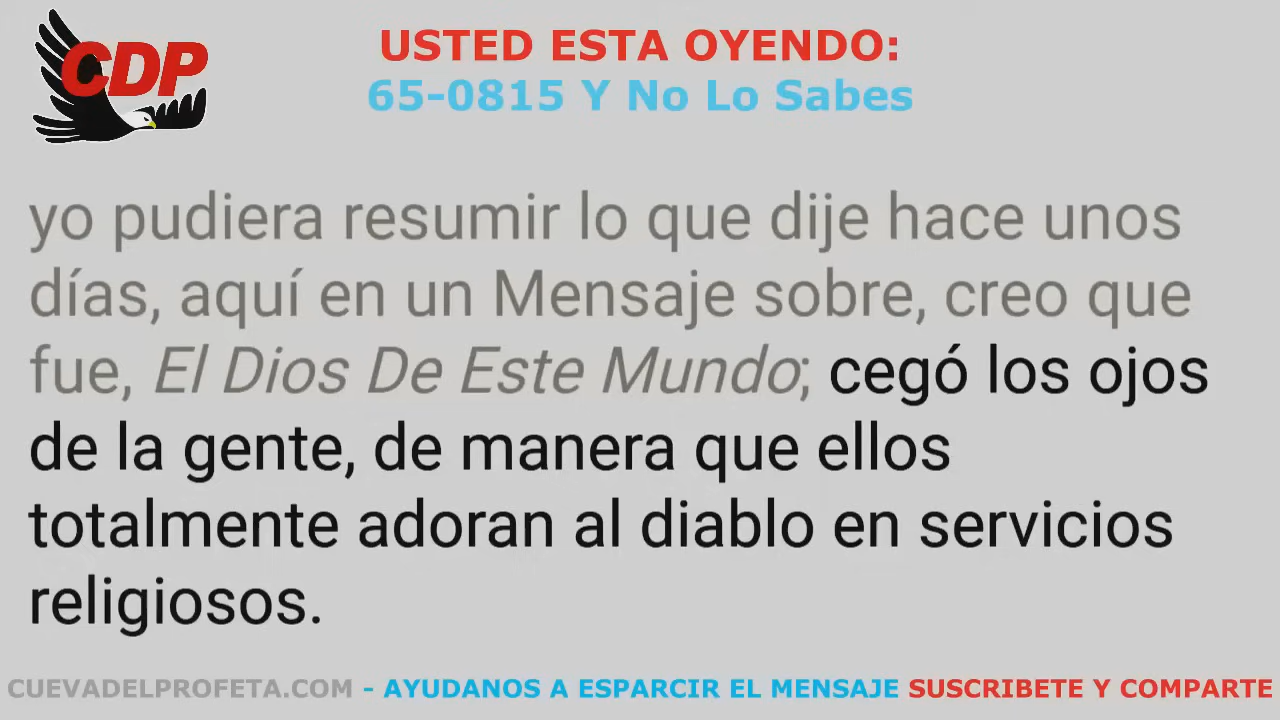 CDP
USTED ESTA OYENDO:
65-0815 Y No Lo Sabes
yo pudiera resumir lo que dije hace unos
días, aquí en un Mensaje sobre, creo que
fue, El Dios De Este Mundo; cegó los ojos
de la gente, de manera que ellos
totalmente adoran al diablo en servicios
religiosos.
CUEVADELPROFETA.COM - AYUDANOS A ESPARCIR EL MENSAJE SUSCRIBETE Y COMPARTE